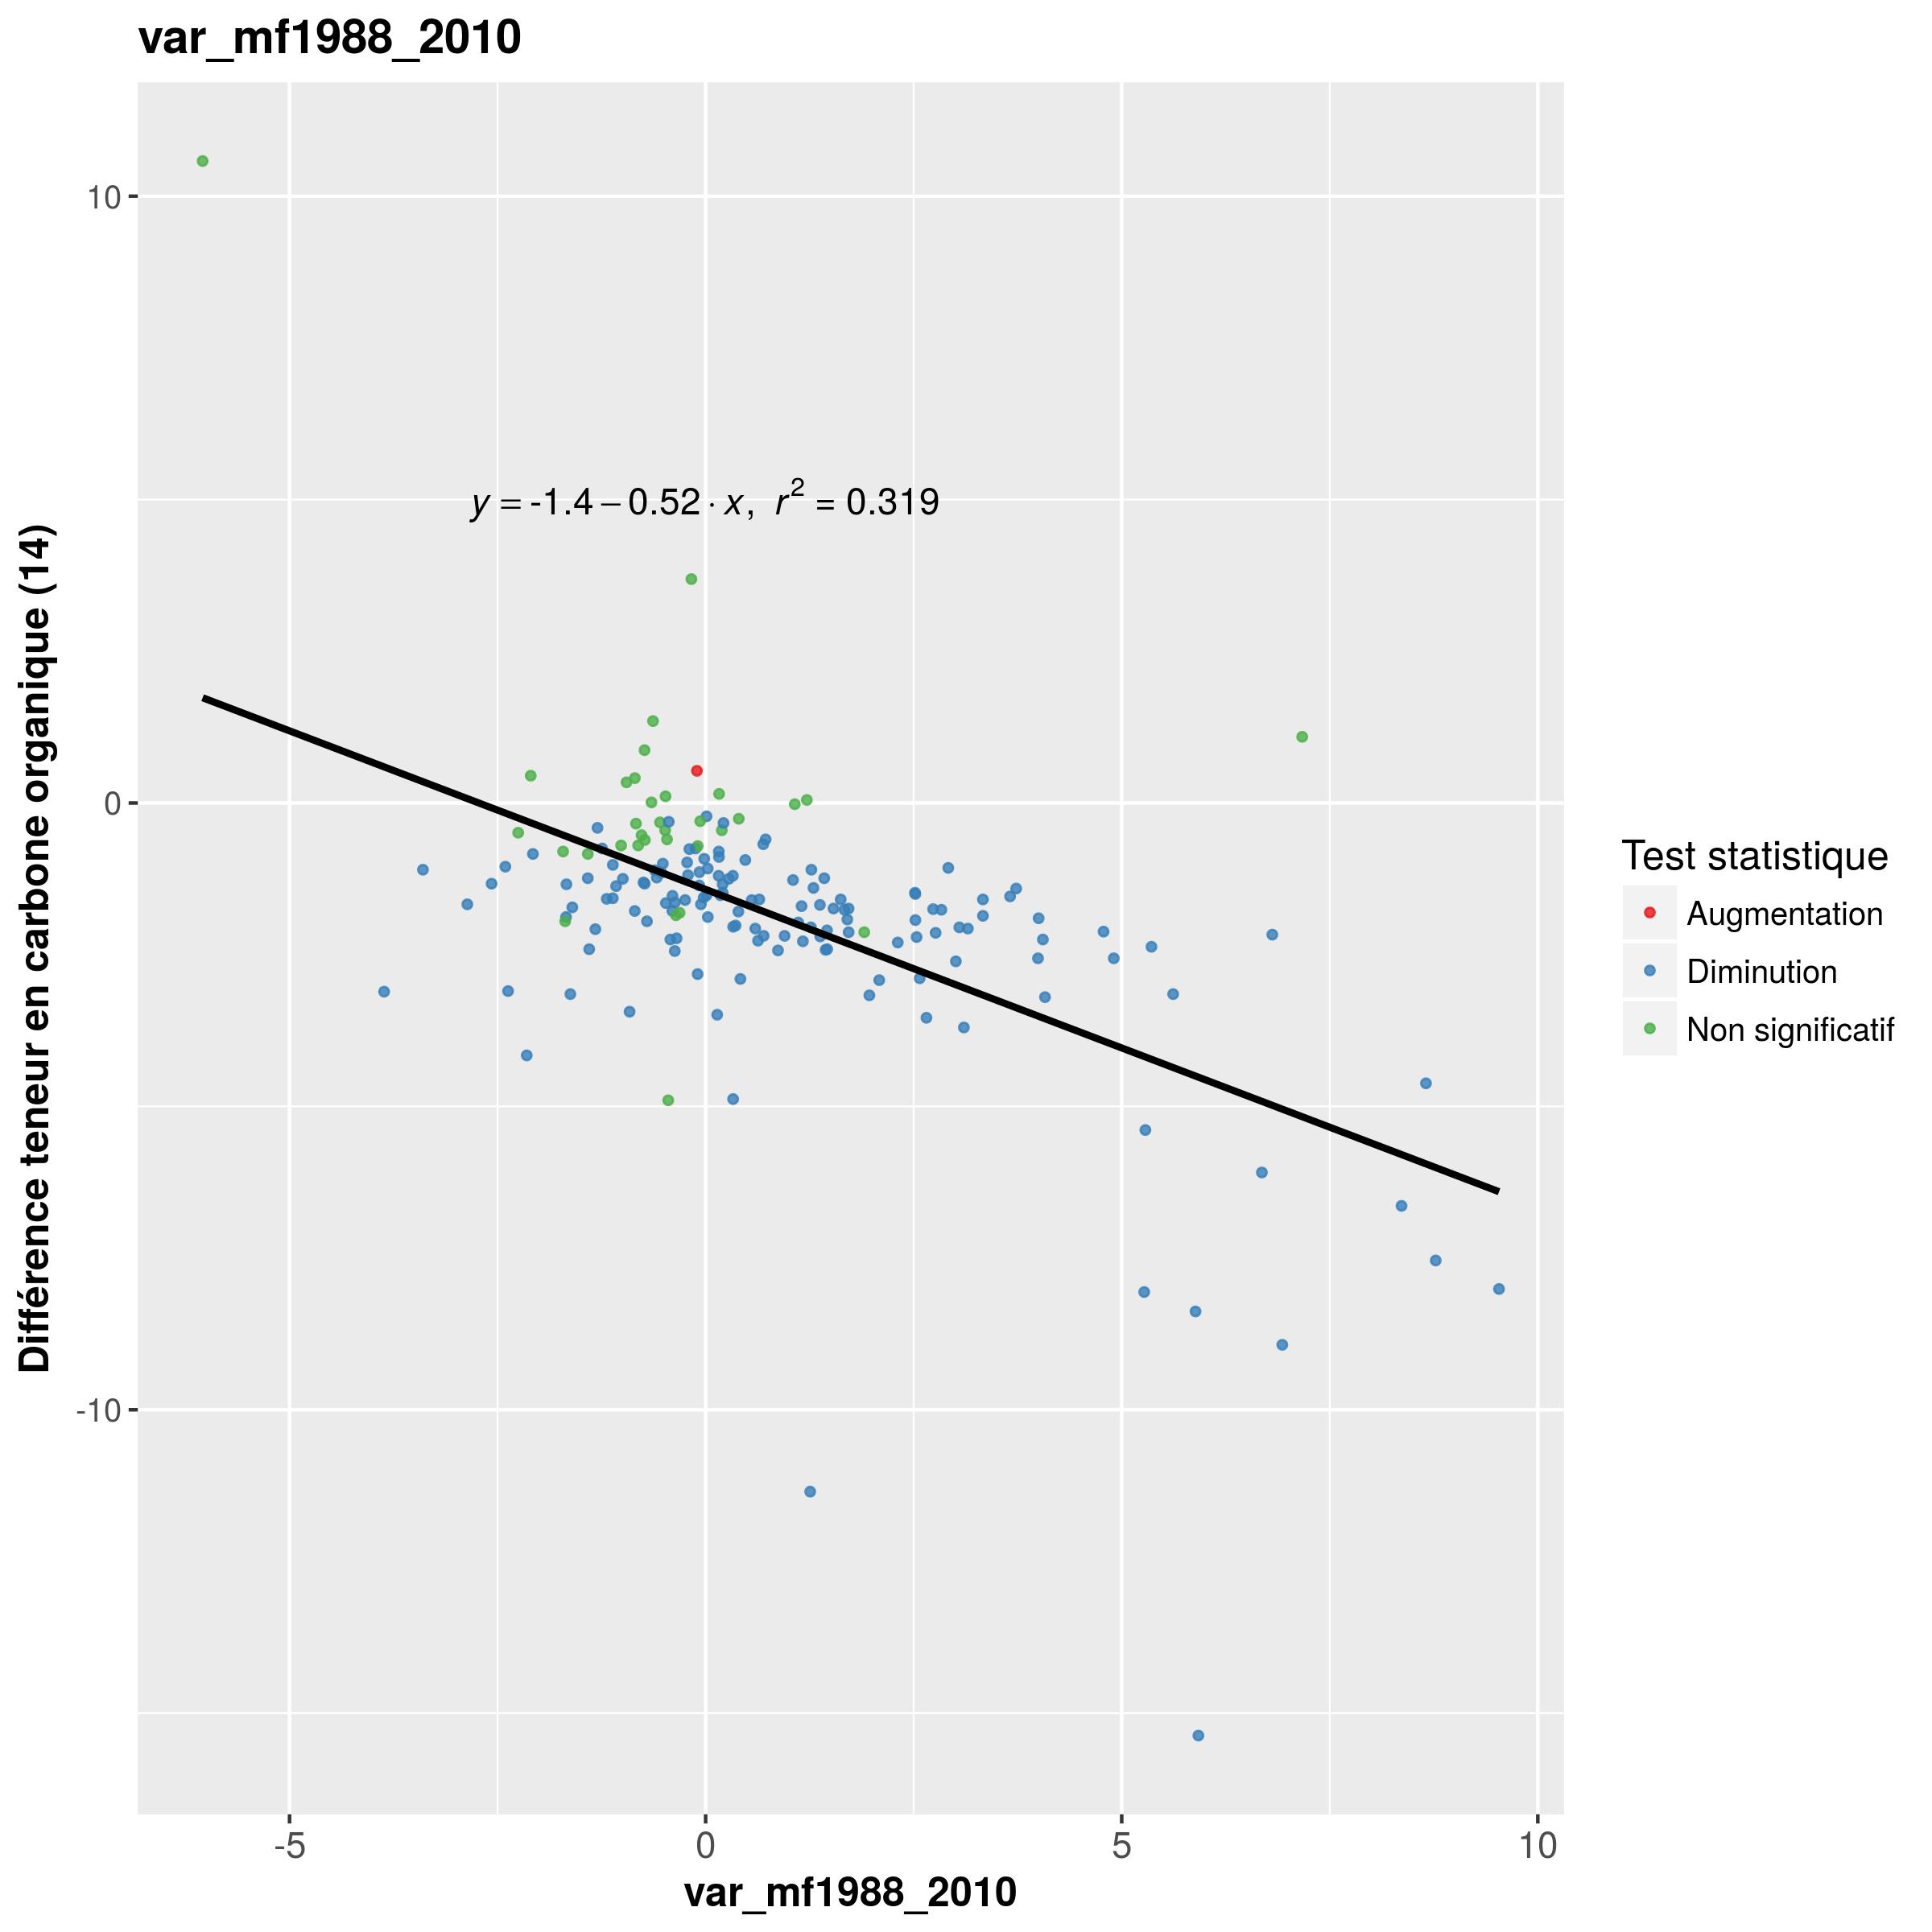 var_mf1988_2010
10
0
-10
Différence teneur en carbone organique (14)
y = -1.4 − 0.52 · x, r² = 0.319
-5 0 5 10
var_mf1988_2010
Test statistique
Augmentation
Diminution
Non significatif